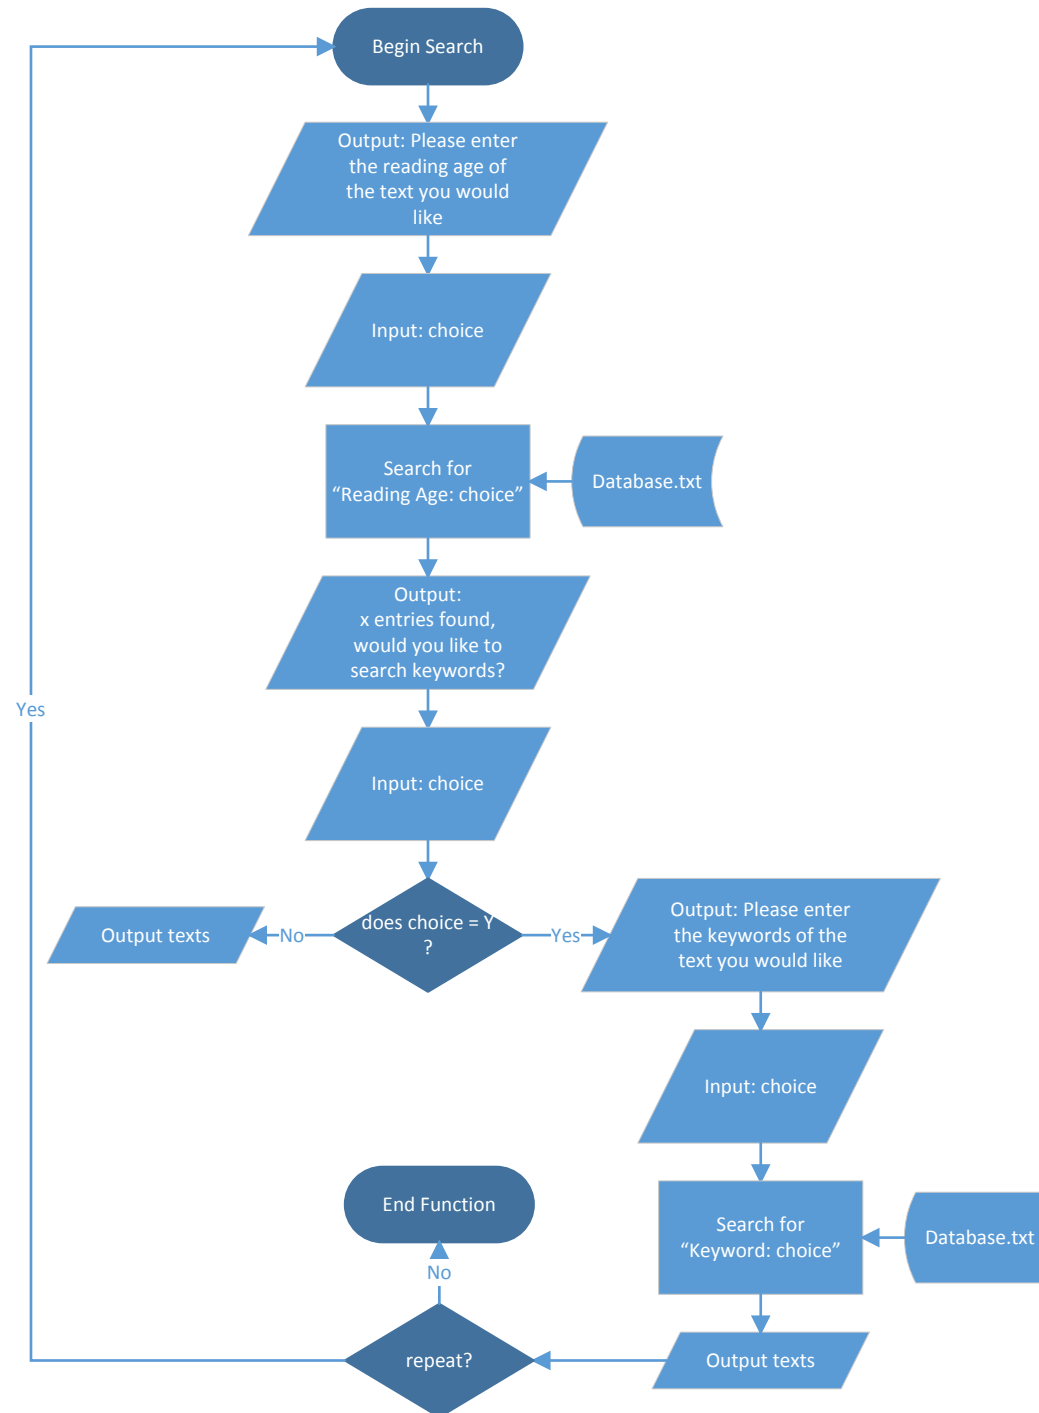 Begin Search
Output: Please enter
the reading age of
the text you would
like
Input: choice
Search for
“Reading Age: choice”
Database.txt
Output:
x entries found,
would you like to
search keywords?
Yes
Input: choice
does choice = Y
?
No
Output texts
Yes
Output: Please enter
the keywords of the
text you would like
Input: choice
Search for
“Keyword: choice”
Database.txt
Output texts
repeat?
No
End Function